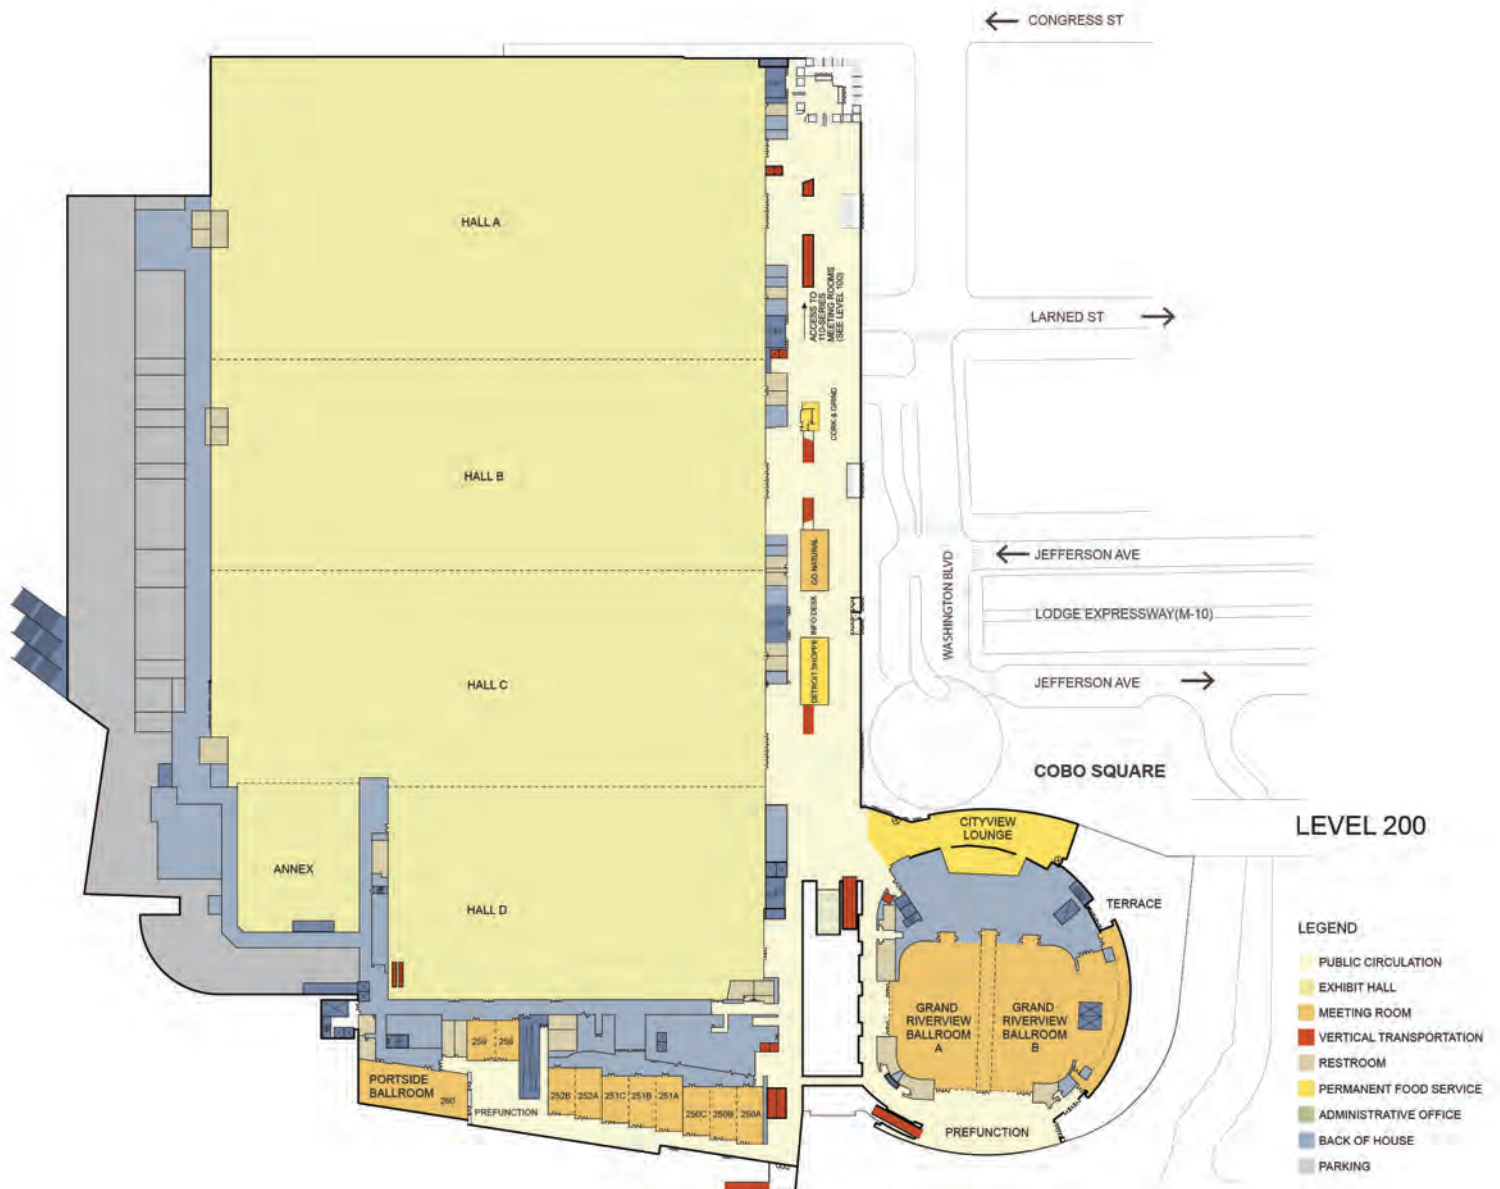 CONGRESS ST
HALL A
ACCESS TO
110-SERIES
MEETING ROOMS
(SEE LEVEL 100)
LARNED ST
CORK & GRIND
HALL B
GO NATURAL
WASHINGTON BLVD
JEFFERSON AVE
INFO DESK
LODGE EXPRESSWAY(M-10)
DETROIT SHOPPE
HALL C
JEFFERSON AVE
COBO SQUARE
CITYVIEW
LOUNGE
LEVEL 200
ANNEX
HALL D
TERRACE
LEGEND
PUBLIC CIRCULATION
EXHIBIT HALL
MEETING ROOM
VERTICAL TRANSPORTATION
RESTROOM
PERMANENT FOOD SERVICE
ADMINISTRATIVE OFFICE
BACK OF HOUSE
PARKING
GRAND
RIVERVIEW
BALLROOM
A
GRAND
RIVERVIEW
BALLROOM
B
259
258
PORTSIDE
BALLROOM
260
PREFUNCTION
252B
252A
251C
251B
251A
250C
250B
250A
PREFUNCTION